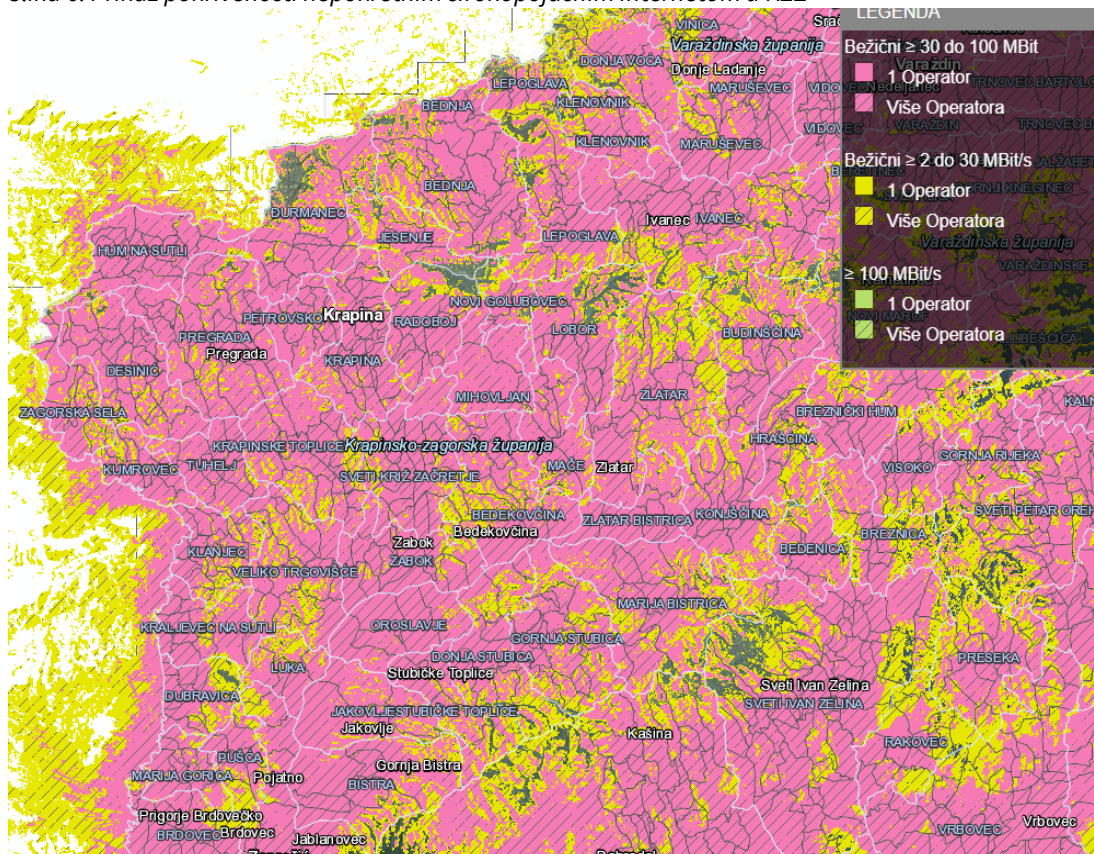 LEGENDA
Bežični ≥ 30 do 100 MBit
1 Operator
Više Operatora
Bežični ≥ 2 do 30 MBit/s
1 Operator
Više Operatora
≥ 100 MBit/s
1 Operator
Više Operatora
VINICA
Varaždinska županija
DONJA VOĆA
Donje Ladanje
LEPOGLAVA
MARUŠEVEC
Varaždin
Nedeljanec
BEDNJA
KLENOVNIK
VIDOVEC
VARAŽDIN
KLENOVNIK
MARUŠEVEC
BERETINEC
BEDNJA
ĐURMANEC
Ivanec
IVANEC
JESENJE
LEPOGLAVA
Varaždinska županija
HUM NA SUTLI
NOVI GOLUBOVEC
NOVI MAROF
PETROVSKO
Krapina
RADOBOJ
LOBOR
BUDINŠČINA
PREGRADA
Pregrada
KRAPINA
DESINIĆ
MIHOVLJAN
ZLATAR
ZAGORSKA SELA
BREZNIČKI HUM
KRAPINSKE TOPLICE
Krapinsko-zagorska županija
HRAŠĆINA
GORNJA RIJEKA
KUMROVEC
TUHELJ
SVETI KRIŽ ZAČRETJE
MAČE
Zlatar
VISOKO
BEDEKOVČINA
ZLATAR BISTRICA
KONJŠČINA
SVETI PETAR OREH
Bedekovčina
BREZNICA
KLANJEC
Zabok
ZABOK
BEDENICA
VELIKO TRGOVIŠĆE
MARIJA BISTRICA
KRALJEVEC NA SUTLI
OROSLAVJE
GORNJA STUBICA
LUKA
DONJA STUBICA
PRESEKA
Stubičke Toplice
DUBRAVICA
Sveti Ivan Zelina
SVETI IVAN ZELINA
JAKOVLJE
STUBIČKE TOPLICE
Jakovlje
Kašina
RAKOVEC
PUŠĆA
Gornja Bistra
MARIJA GORICA
Pojatno
BISTRA
Prigorje Brdovečko
BRDOVEC
Brdovec
Jablanovec
VRBOVEC
Vrbovec